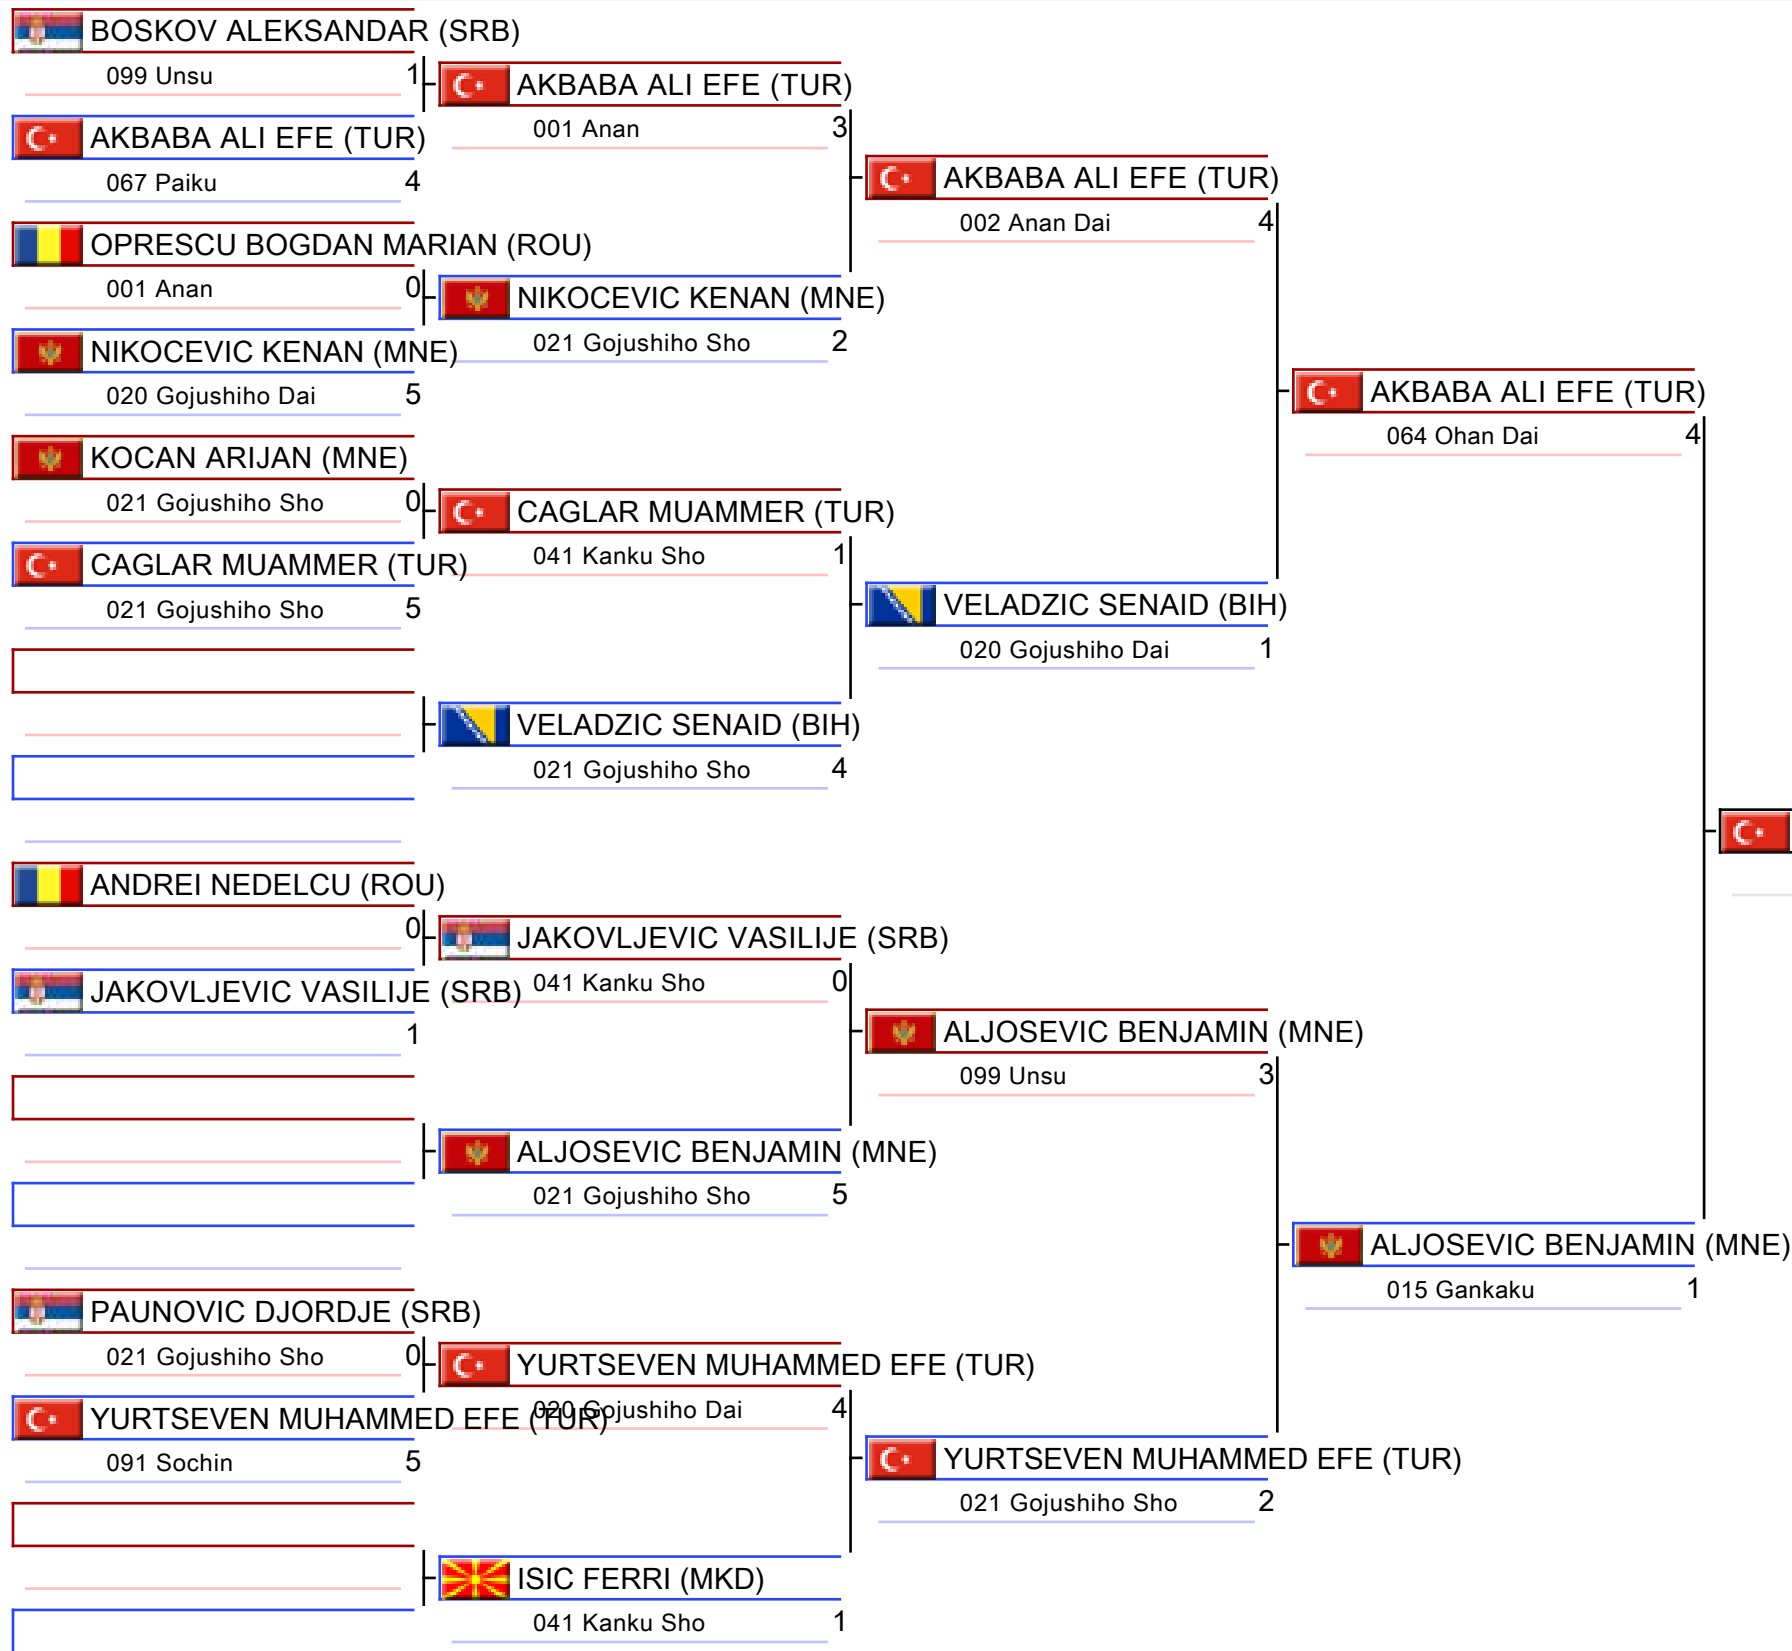 BOSKOV ALEKSANDAR (SRB)
099 Unsu 1
AKBABA ALI EFE (TUR)
067 Paiku 4
OPRESCU BOGDAN MARIAN (ROU)
001 Anan 0
NIKOCEVIC KENAN (MNE)
020 Gojushiho Dai 5
KOCAN ARIJAN (MNE)
021 Gojushiho Sho 0
CAGLAR MUAMMER (TUR)
021 Gojushiho Sho 5
ANDREI NEDELCU (ROU)
0
JAKOVLJEVIC VASILIJE (SRB)
1
PAUNOVIC DJORDJE (SRB)
021 Gojushiho Sho 0
YURTSEVEN MUHAMMED EFE (TUR)
091 Sochin 5
AKBABA ALI EFE (TUR)
001 Anan 3
NIKOCEVIC KENAN (MNE)
021 Gojushiho Sho 2
CAGLAR MUAMMER (TUR)
041 Kanku Sho 1
VELADZIC SENAID (BIH)
021 Gojushiho Sho 4
JAKOVLJEVIC VASILIJE (SRB)
041 Kanku Sho 0
ALJOSEVIC BENJAMIN (MNE)
021 Gojushiho Sho 5
YURTSEVEN MUHAMMED EFE (TUR)
020 Gojushiho Dai 4
ISIC FERRI (MKD)
041 Kanku Sho 1
AKBABA ALI EFE (TUR)
002 Anan Dai 4
VELADZIC SENAID (BIH)
020 Gojushiho Dai 1
ALJOSEVIC BENJAMIN (MNE)
099 Unsu 3
YURTSEVEN MUHAMMED EFE (TUR)
021 Gojushiho Sho 2
AKBABA ALI EFE (TUR)
064 Ohan Dai 4
ALJOSEVIC BENJAMIN (MNE)
015 Gankaku 1